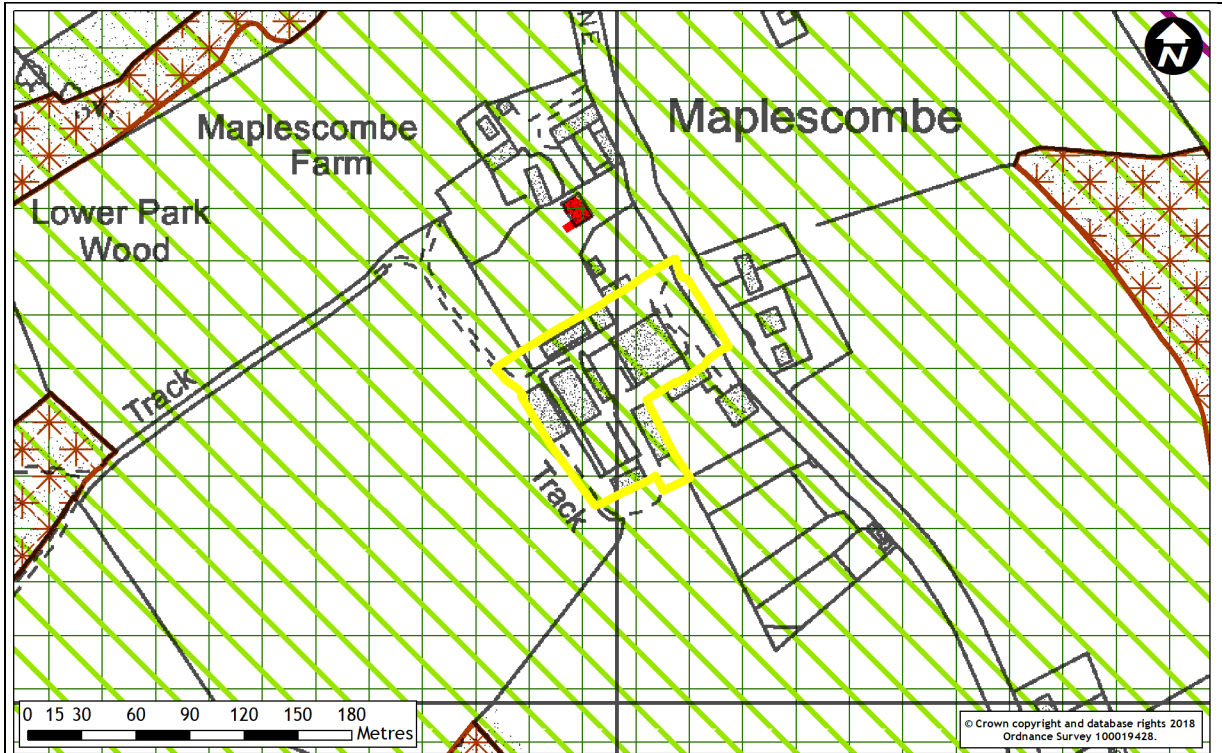 NE
N
Maplescombe
Maplescombe
Farm
Lower Park
Wood
Track
Track
0 15 30 60 90 120 150 180
Metres
© Crown copyright and database rights 2018
Ordnance Survey 100019428.